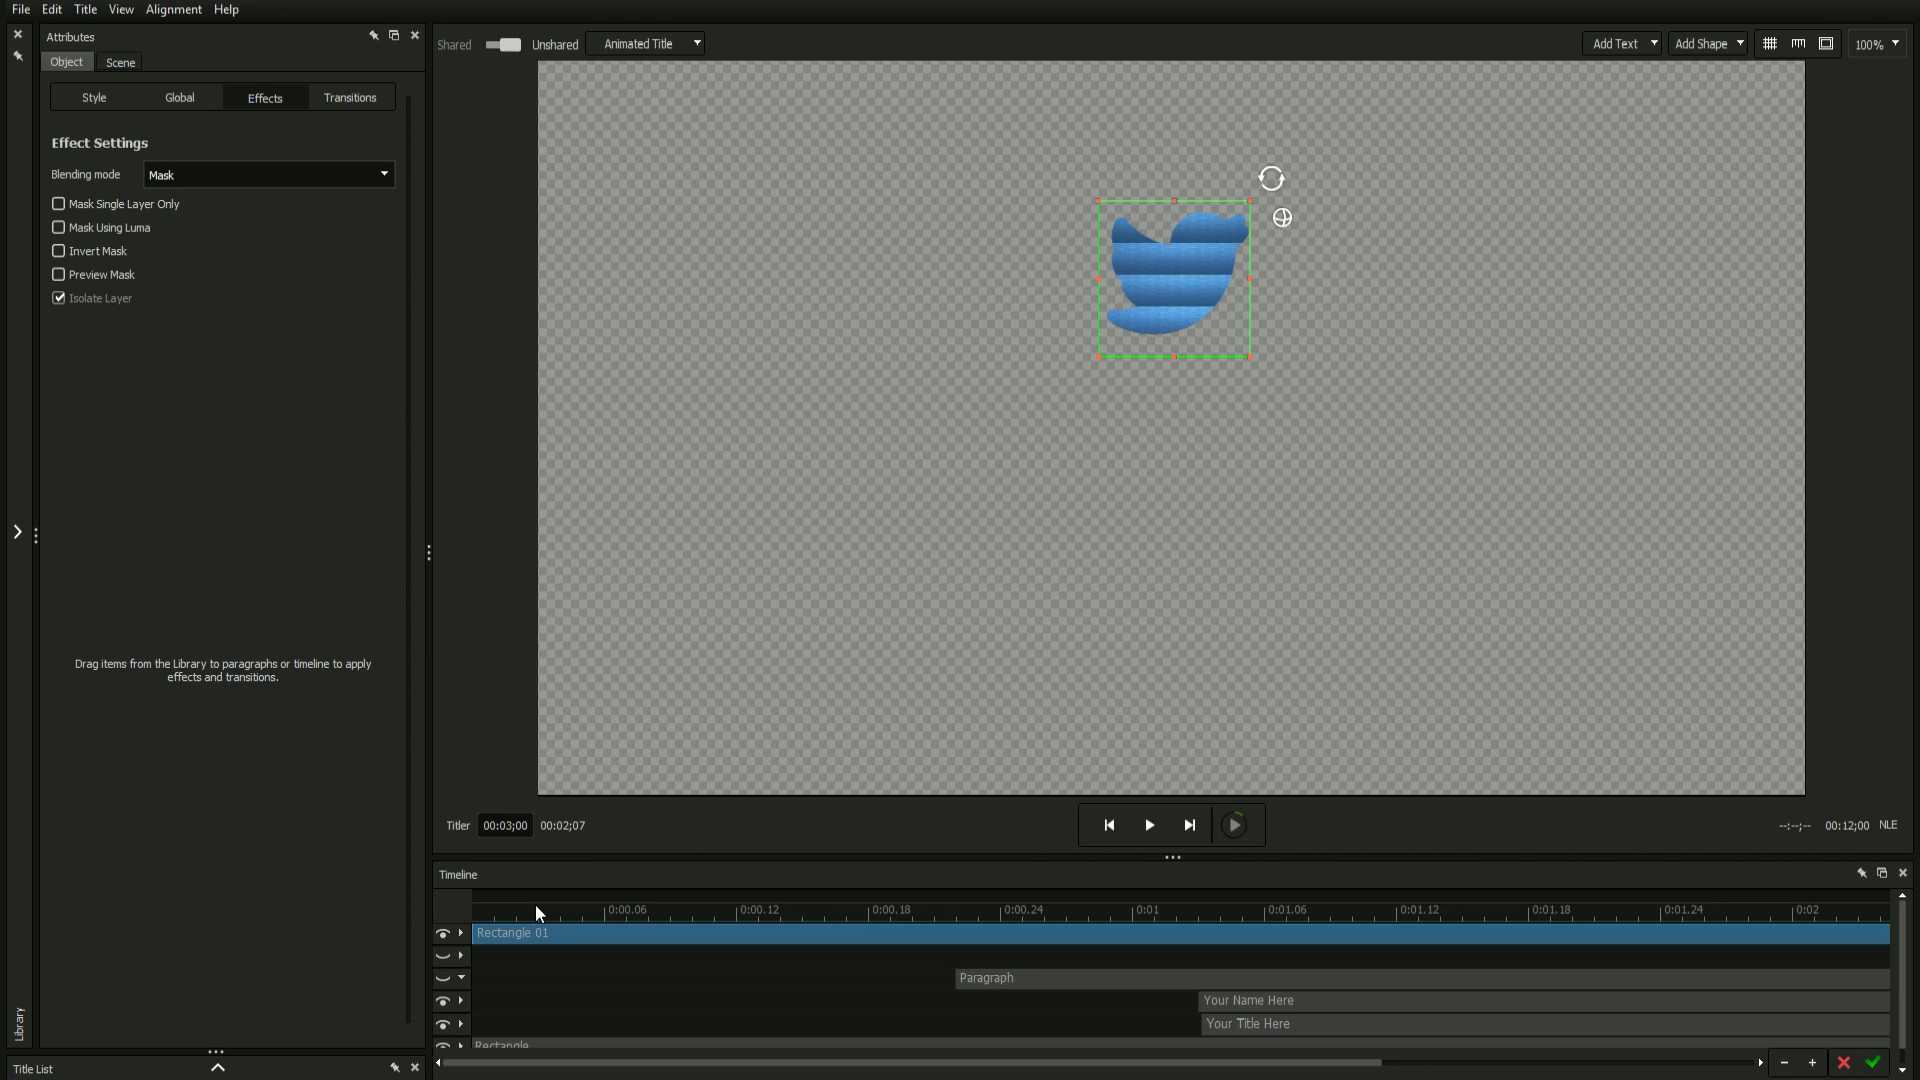 File Edit Title View Alignment Help
Attributes
Object Scene
Style Global Effects Transitions
Effect Settings
Blending mode Mask
Mask Single Layer Only
Mask Using Luma
Invert Mask
Preview Mask
Isolate Layer
Drag items from the Library to paragraphs or timeline to apply
effects and transitions.
Library
Title List
Shared Unshared Animated Title Add Text Add Shape 100%
Titler 00:03;00 00:02;07 --:--;-- 00:12;00 NLE
Timeline
0:00.06 0:00.12 0:00.18 0:00.24 0:01 0:01.06 0:01.12 0:01.18 0:01.24 0:02
Rectangle 01
Paragraph
Your Name Here
Your Title Here
Rectangle